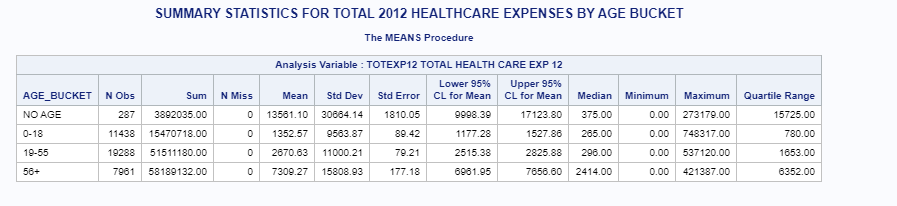 SUMMARY STATISTICS FOR TOTAL 2012 HEALTHCARE EXPENSES BY AGE BUCKET
The MEANS Procedure
Analysis Variable : TOTEXP12 TOTAL HEALTH CARE EXP 12
AGE_BUCKET N Obs Sum N Miss Mean Std Dev Std Error Lower 95% CL for Mean Upper 95% CL for Mean Median Minimum Maximum Quartile Range
NO AGE 287 3892035.00 0 13561.10 30664.14 1810.05 9998.39 17123.80 375.00 0.00 273179.00 15725.00
0-18 11438 15470718.00 0 1352.57 9563.87 89.42 1177.28 1527.86 265.00 0.00 748317.00 780.00
19-55 19288 51511180.00 0 2670.63 11000.21 79.21 2515.38 2825.88 296.00 0.00 537120.00 1653.00
56+ 7961 58189132.00 0 7309.27 15808.93 177.18 6961.95 7656.60 2414.00 0.00 421387.00 6352.00